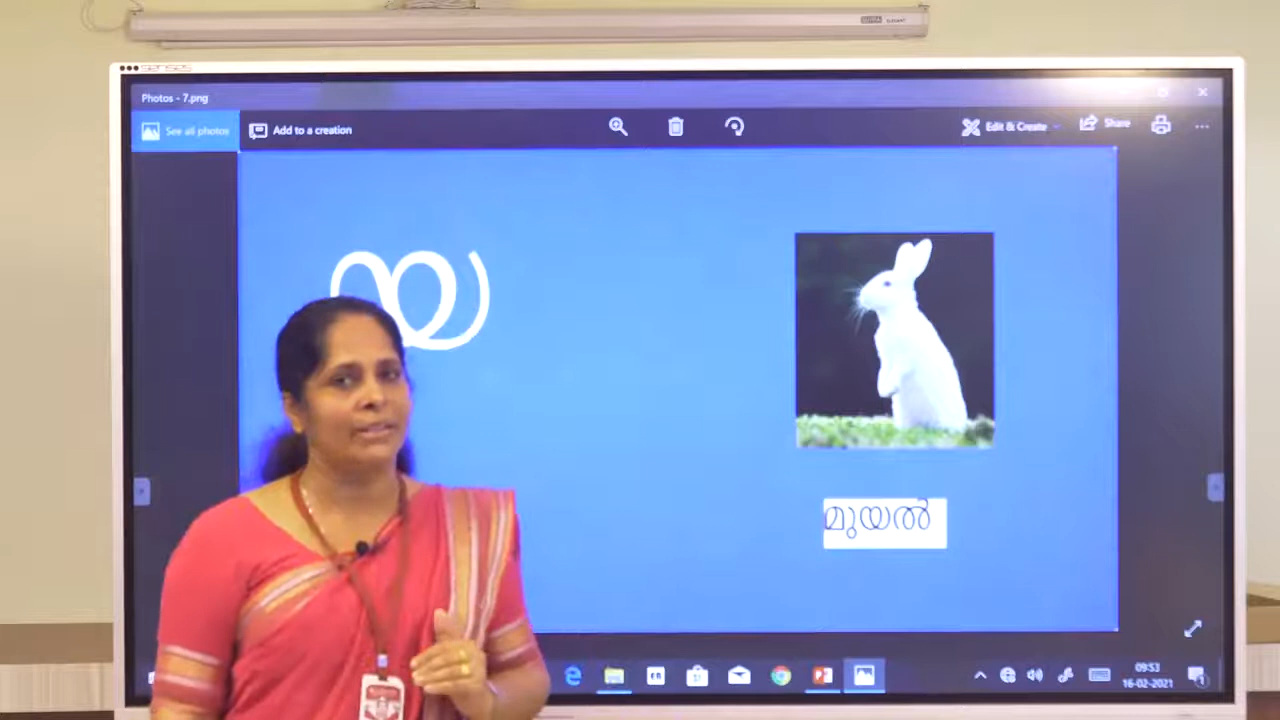 Photos - 7.png
See all photos
Add to a creation
Edit & Create
Share
യ
മുയൽ
09:53
16-02-2021